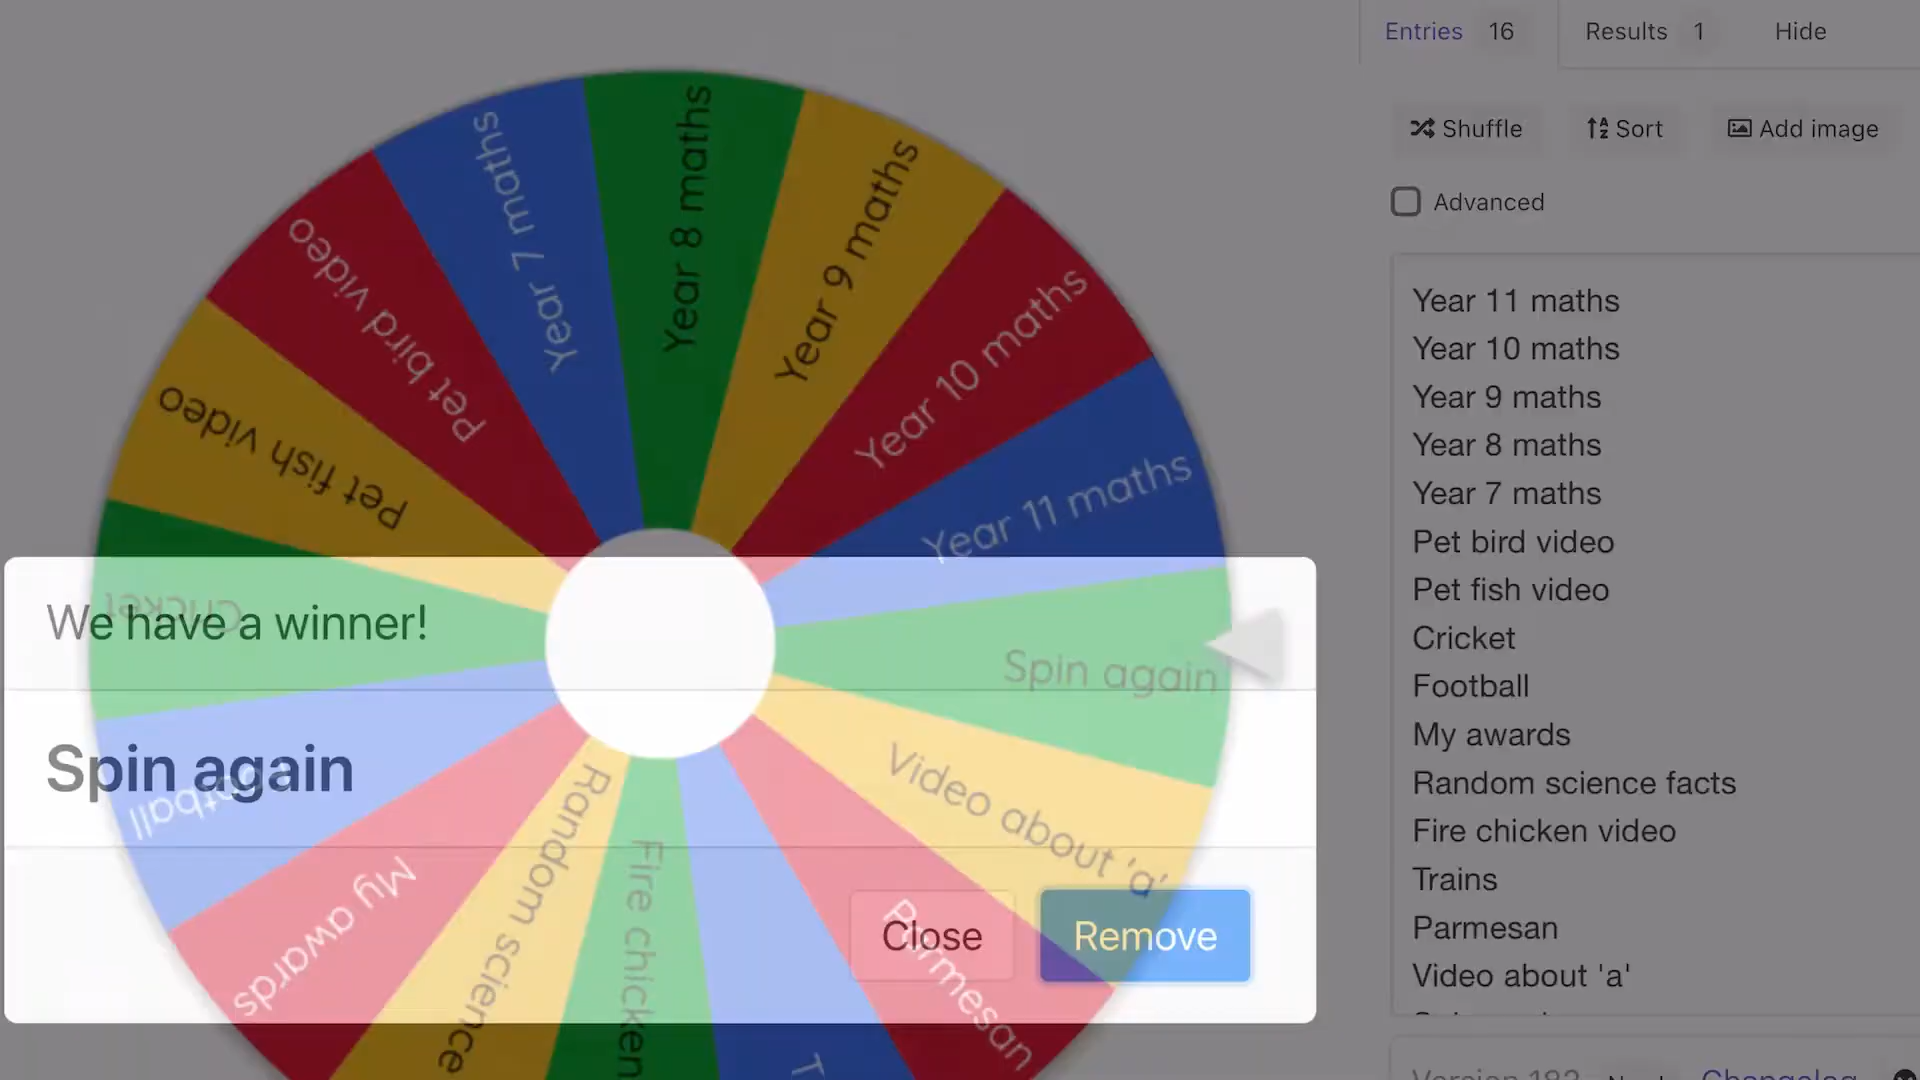 Entries 16
Results 1
Hide
Shuffle
Sort
Add image
Advanced
Year 11 maths
Year 10 maths
Year 9 maths
Year 8 maths
Year 7 maths
Pet bird video
Pet fish video
Cricket
Football
My awards
Random science facts
Fire chicken video
Trains
Parmesan
Video about 'a'
Year 7 maths
Year 8 maths
Year 9 maths
Year 10 maths
Year 11 maths
Spin again
Video about 'a'
Parmesan
T
Fire chicken
Random science
My awards
Football
Cricket
Pet fish video
Pet bird video
We have a winner!
Spin again
Close
Remove
Changelog